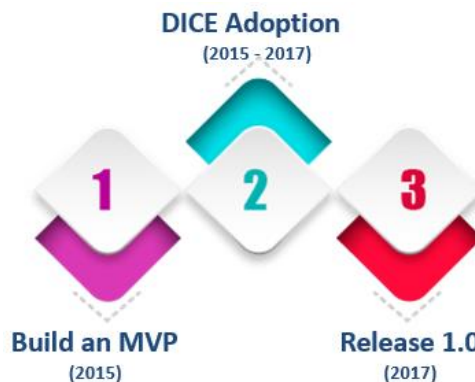 DICE Adoption
(2015 - 2017)
1
2
3
Build an MVP
(2015)
Release 1.0
(2017)